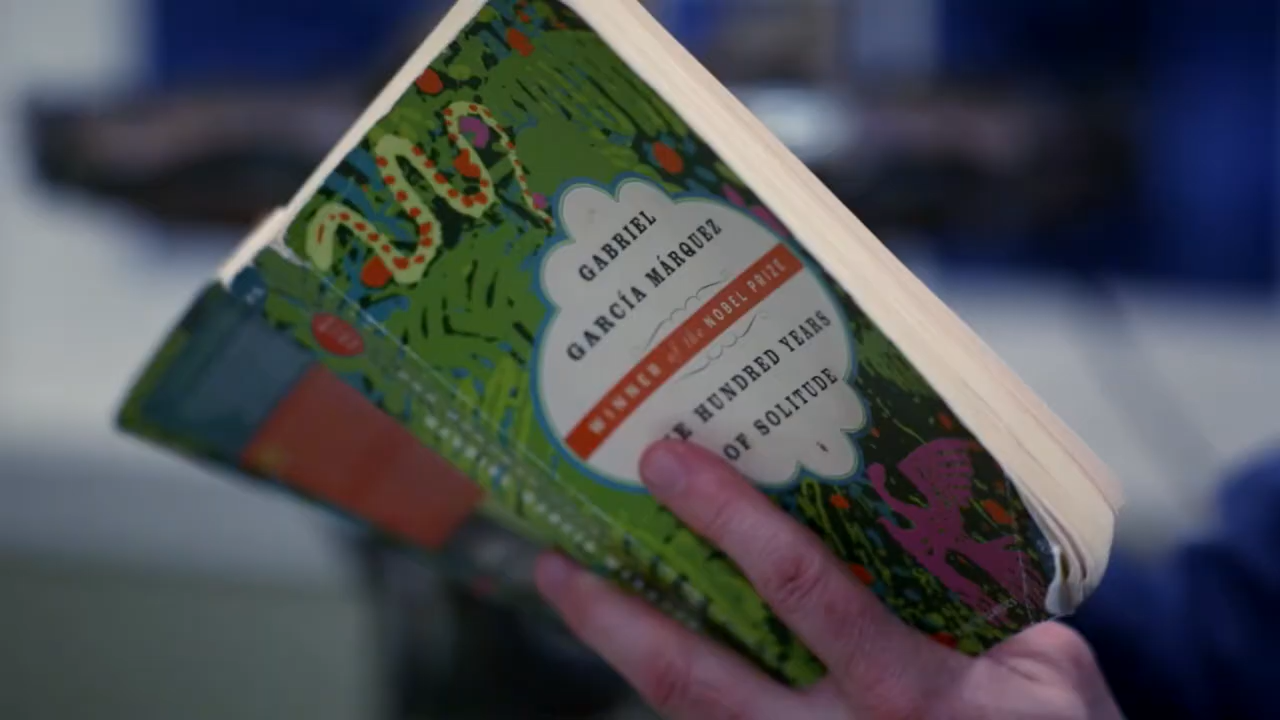 GABRIEL
GARCÍA MÁRQUEZ
WINNER of the NOBEL PRIZE
E HUNDRED YEARS
OF SOLITUDE